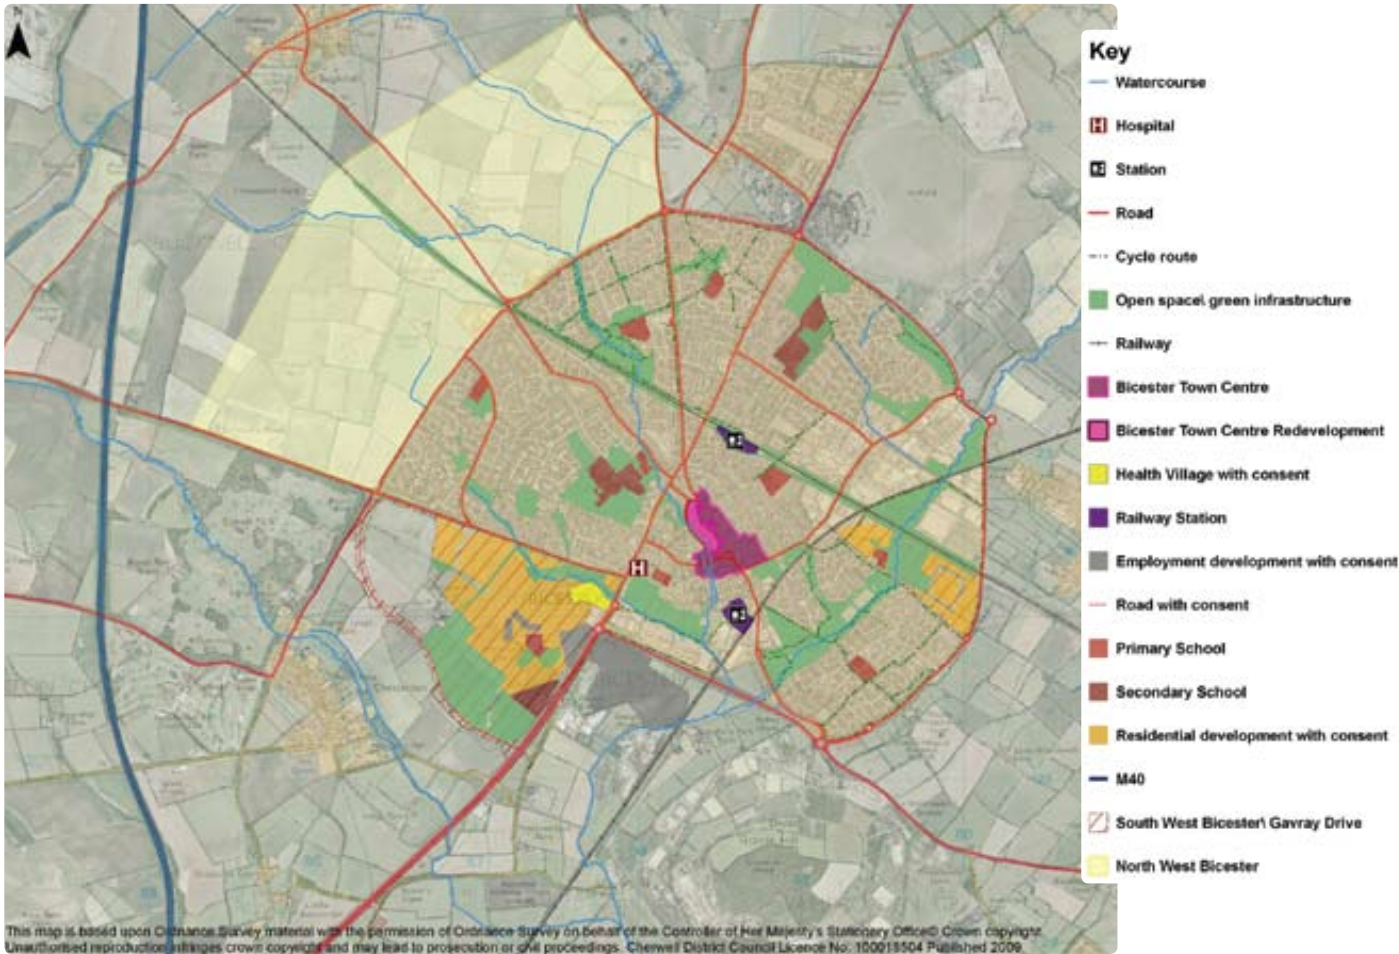 Key
Watercourse
H Hospital
Station
Road
Cycle route
Open space\ green infrastructure
Railway
Bicester Town Centre
Bicester Town Centre Redevelopment
Health Village with consent
Railway Station
Employment development with consent
Road with consent
Primary School
Secondary School
Residential development with consent
M40
South West Bicester\ Gavray Drive
North West Bicester
H
This map is based upon Ordnance Survey material with the permission of Ordnance Survey on behalf of the Controller of Her Majesty's Stationery Office© Crown copyright.
Unauthorised reproduction infringes crown copyright and may lead to prosecution or civil proceedings. Cherwell District Council Licence No. 100018504 Published 2009